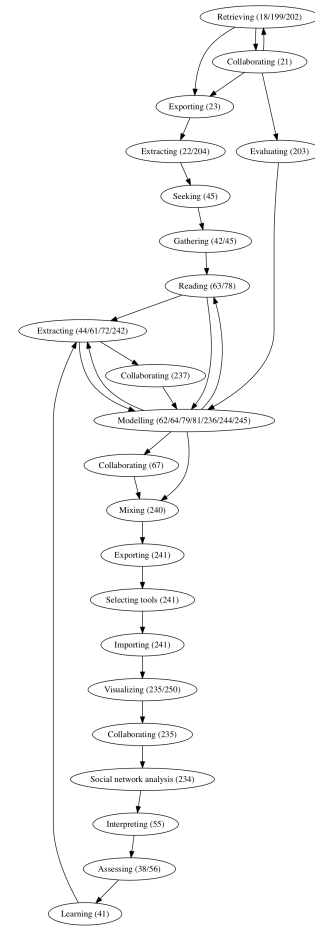 Retrieving (18/199/202)
Collaborating (21)
Exporting (23)
Extracting (22/204)
Evaluating (203)
Seeking (45)
Gathering (42/45)
Reading (63/78)
Extracting (44/61/72/242)
Collaborating (237)
Modelling (62/64/79/81/236/244/245)
Collaborating (67)
Mixing (240)
Exporting (241)
Selecting tools (241)
Importing (241)
Visualizing (235/250)
Collaborating (235)
Social network analysis (234)
Interpreting (55)
Assessing (38/56)
Learning (41)